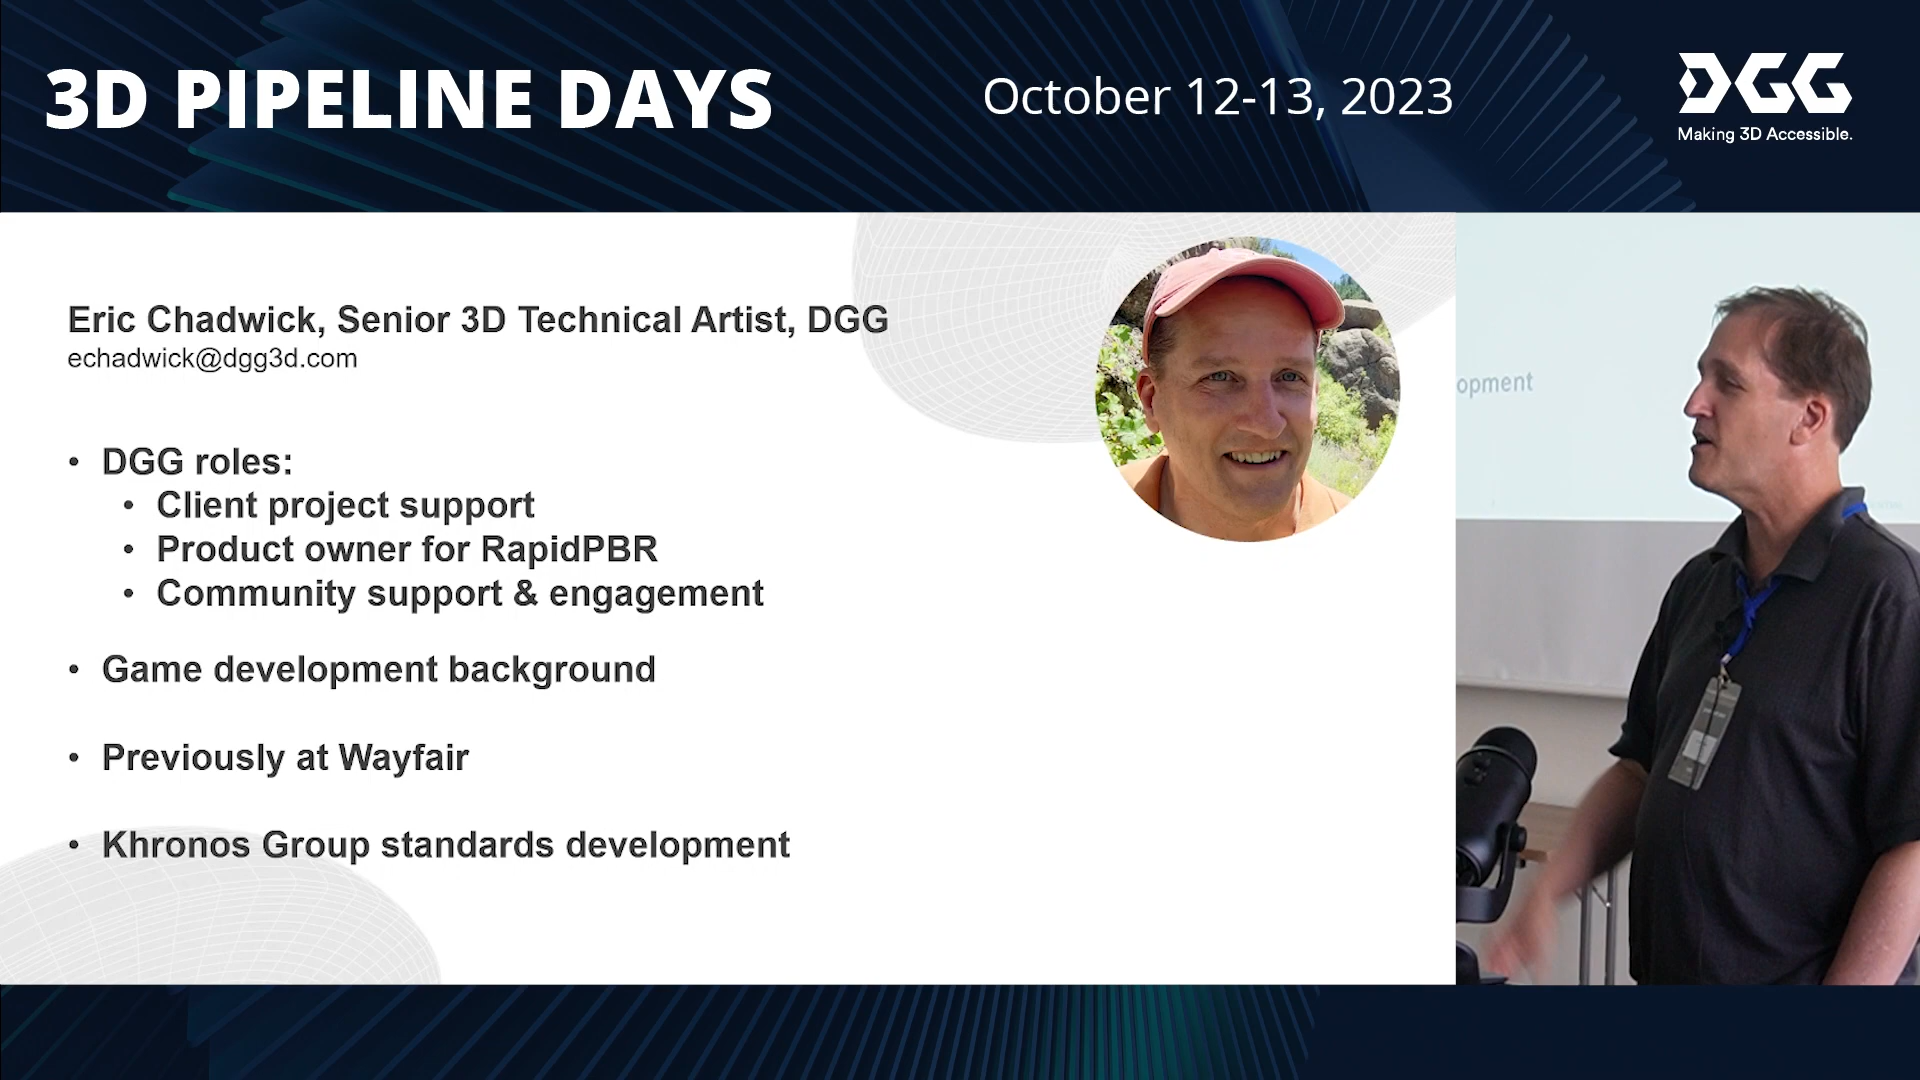 3D PIPELINE DAYS
October 12-13, 2023
DGG
Making 3D Accessible.
Eric Chadwick, Senior 3D Technical Artist, DGG
echadwick@dgg3d.com
• DGG roles:
• Client project support
• Product owner for RapidPBR
• Community support & engagement
• Game development background
• Previously at Wayfair
• Khronos Group standards development
opment